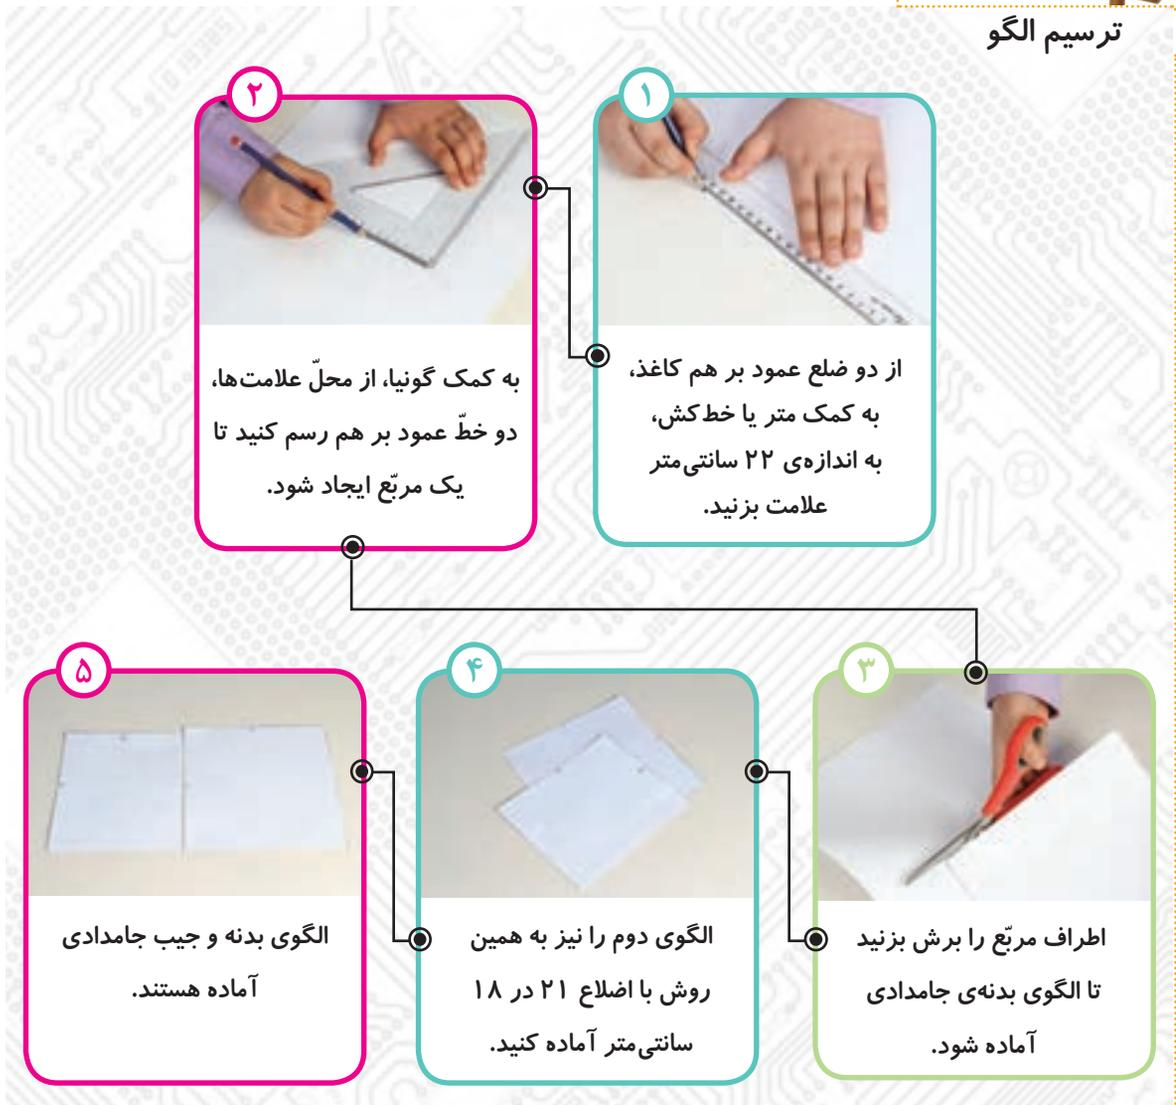 ترسیم الگو
۱
از دو ضلع عمود بر هم کاغذ،
به کمک متر یا خط‌کش،
به اندازه‌ی ۲۲ سانتی‌متر
علامت بزنید.
۲
به کمک گونیا، از محلّ علامت‌ها،
دو خطّ عمود بر هم رسم کنید تا
یک مربّع ایجاد شود.
۳
اطراف مربّع را برش بزنید
تا الگوی بدنه‌ی جامدادی
آماده شود.
۴
الگوی دوم را نیز به همین
روش با اضلاع ۲۱ در ۱۸
سانتی‌متر آماده کنید.
۵
الگوی بدنه و جیب جامدادی
آماده هستند.